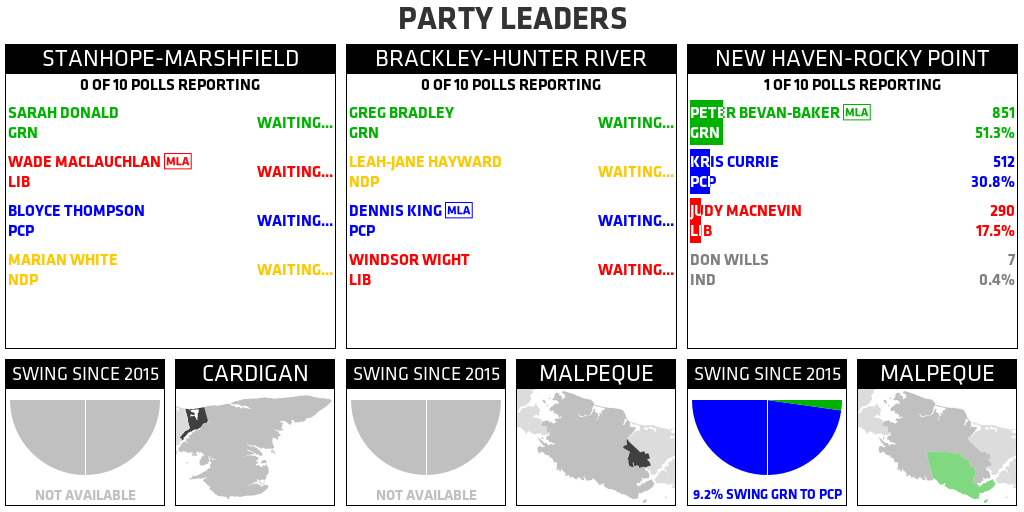 PARTY LEADERS
STANHOPE-MARSHFIELD
0 OF 10 POLLS REPORTING
SARAH DONALD
GRN
WAITING...
WADE MACLAUCHLAN MLA
LIB
WAITING...
BLOYCE THOMPSON
PCP
WAITING...
MARIAN WHITE
NDP
WAITING...
BRACKLEY-HUNTER RIVER
0 OF 10 POLLS REPORTING
GREG BRADLEY
GRN
WAITING...
LEAH-JANE HAYWARD
NDP
WAITING...
DENNIS KING MLA
PCP
WAITING...
WINDSOR WIGHT
LIB
WAITING...
NEW HAVEN-ROCKY POINT
1 OF 10 POLLS REPORTING
PETER BEVAN-BAKER MLA 851
GRN 51.3%
KRIS CURRIE 512
PCP 30.8%
JUDY MACNEVIN 290
LIB 17.5%
DON WILLS 7
IND 0.4%
SWING SINCE 2015
NOT AVAILABLE
CARDIGAN
SWING SINCE 2015
NOT AVAILABLE
MALPEQUE
SWING SINCE 2015
9.2% SWING GRN TO PCP
MALPEQUE